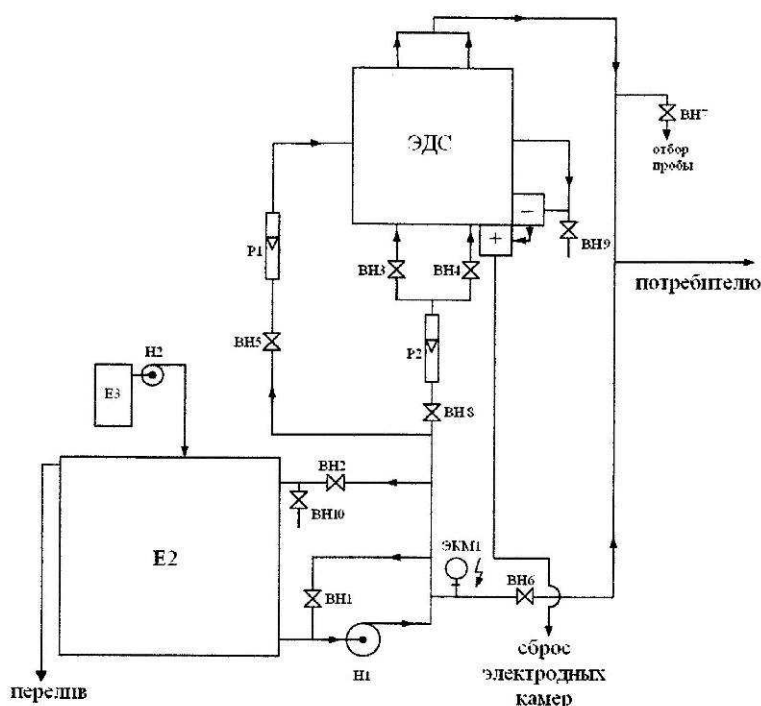 ЭДС
ВН7
отбор
пробы
−
+
Р1
ВН3
ВН4
ВН9
потребителю
Н2
ВН5
Р2
Е3
ВН8
ВН2
ВН10
Е2
ЭКМ1
ВН6
ВН1
Н1
сброс
электродных
камер
перелив